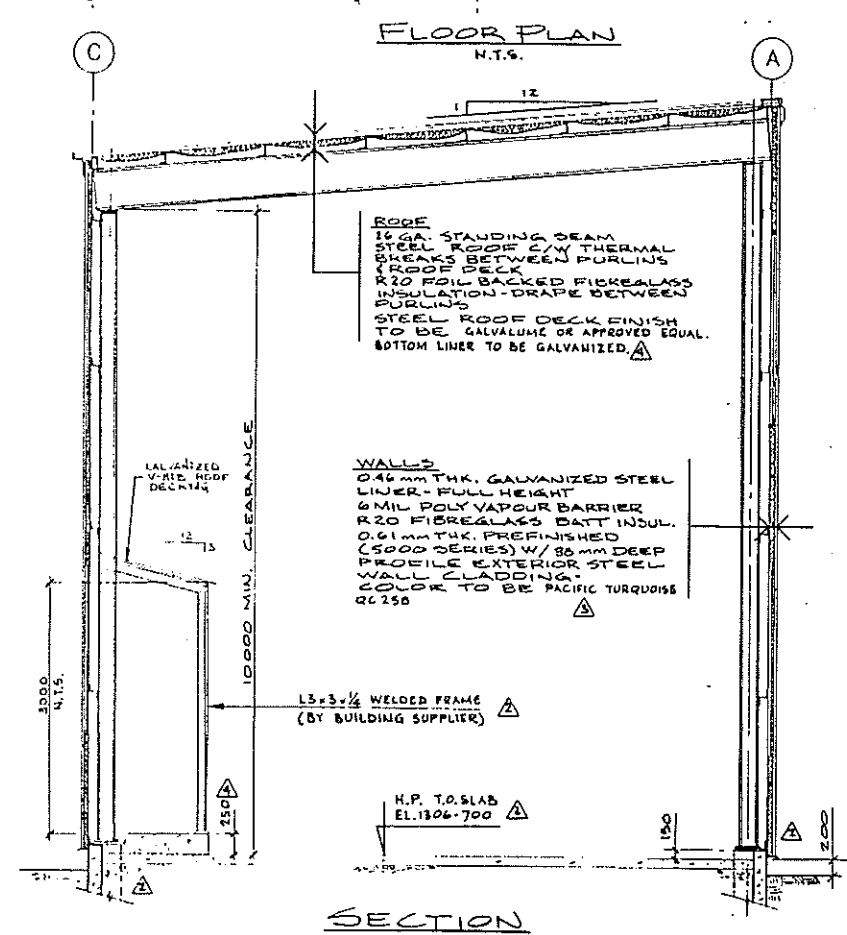 FLOOR PLAN
N.T.S.
C
A
12
1
ROOF
26 GA. STANDING SEAM
STEEL ROOF C/W THERMAL
BREAKS BETWEEN PURLINS
& ROOF DECK
R20 FOIL BACKED FIBREGLASS
INSULATION-DRAPE BETWEEN
PURLINS
STEEL ROOF DECK FINISH
TO BE GALVALUME OR APPROVED EQUAL.
BOTTOM LINER TO BE GALVANIZED. 4
GALVANIZED
V-RIB ROOF
DECKING
12
3
10000 MIN. CLEARANCE
WALLS
0.46 mm THK. GALVANIZED STEEL
LINER - FULL HEIGHT
6 MIL POLY VAPOUR BARRIER
R20 FIBREGLASS BATT INSUL.
0.61 mm THK. PREFINISHED
(5000 SERIES) W/ 38 mm DEEP
PROFILE EXTERIOR STEEL
WALL CLADDING-
COLOR TO BE PACIFIC TURQUOISE
QC 258
3000
N.T.S.
L3x3x1/4 WELDED FRAME
(BY BUILDING SUPPLIER) 2
250
H.P. T.O. SLAB
EL. 1306.700 2
150
200
2
SECTION